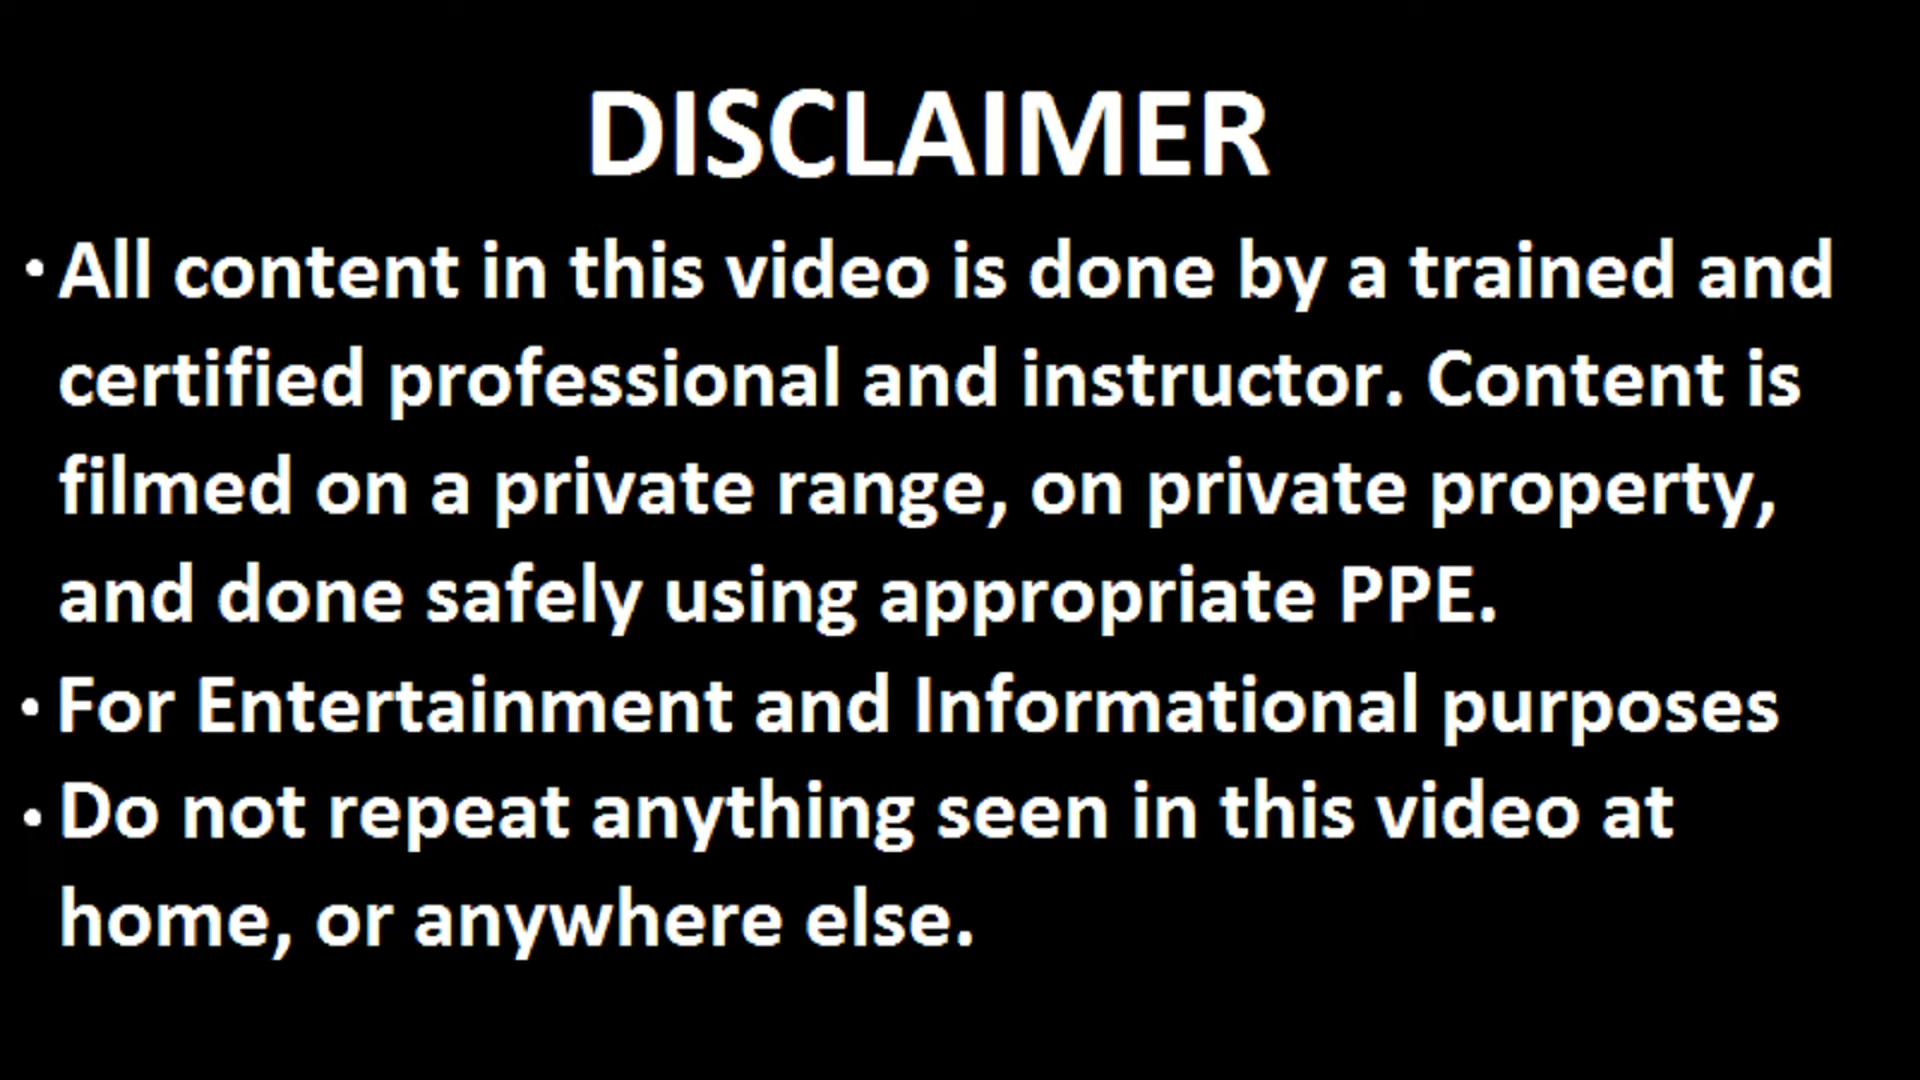 DISCLAIMER
• All content in this video is done by a trained and
certified professional and instructor. Content is
filmed on a private range, on private property,
and done safely using appropriate PPE.
• For Entertainment and Informational purposes
• Do not repeat anything seen in this video at
home, or anywhere else.